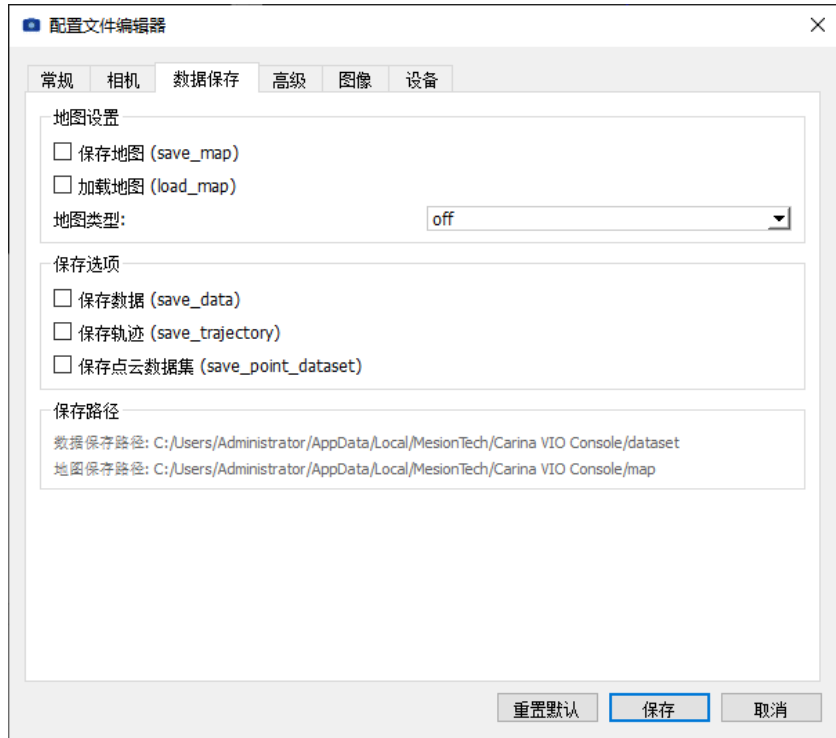 配置文件编辑器
常规 相机 数据保存 高级 图像 设备
地图设置
保存地图 (save_map)
加载地图 (load_map)
地图类型: off
保存选项
保存数据 (save_data)
保存轨迹 (save_trajectory)
保存点云数据集 (save_point_dataset)
保存路径
数据保存路径: C:/Users/Administrator/AppData/Local/MesionTech/Carina VIO Console/dataset
地图保存路径: C:/Users/Administrator/AppData/Local/MesionTech/Carina VIO Console/map
重置默认 保存 取消